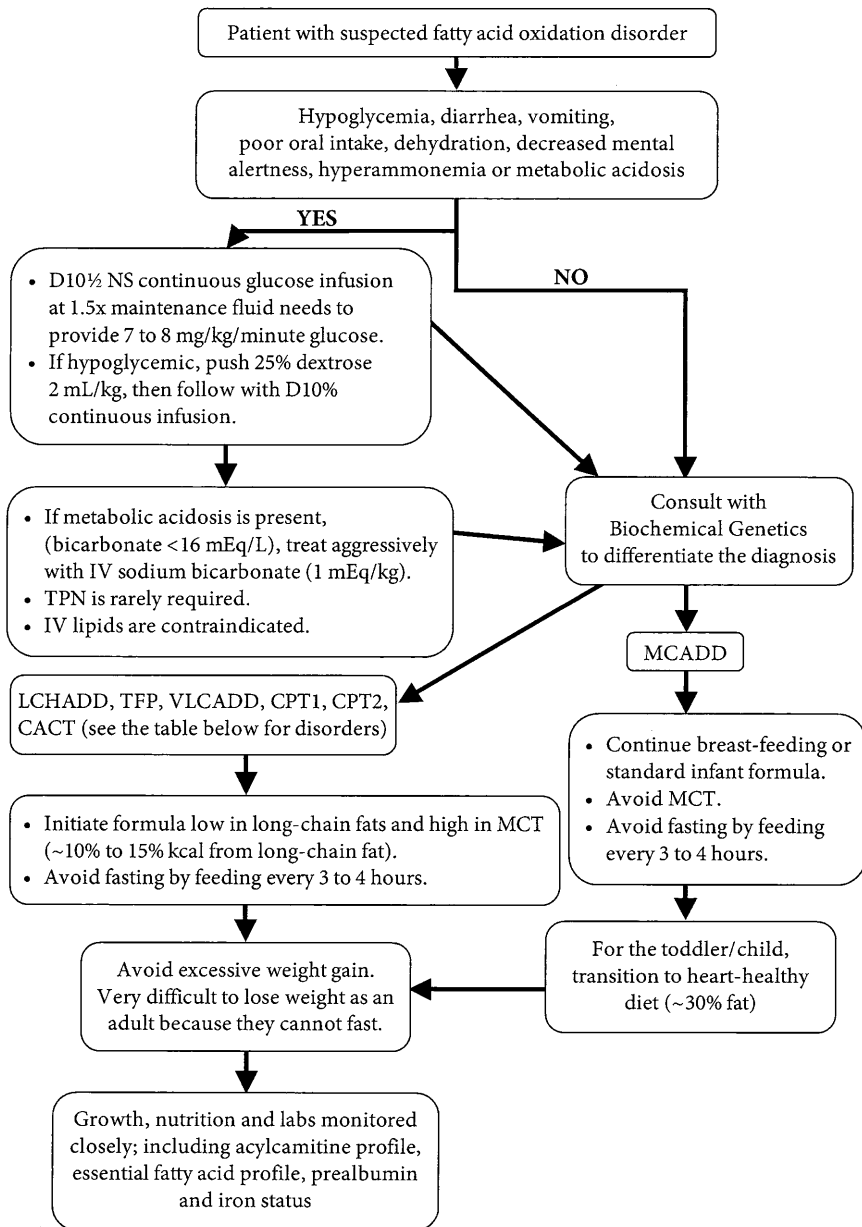 Patient with suspected fatty acid oxidation disorder
Hypoglycemia, diarrhea, vomiting,
poor oral intake, dehydration, decreased mental
alertness, hyperammonemia or metabolic acidosis
YES
NO
• D10½ NS continuous glucose infusion
at 1.5x maintenance fluid needs to
provide 7 to 8 mg/kg/minute glucose.
• If hypoglycemic, push 25% dextrose
2 mL/kg, then follow with D10%
continuous infusion.
• If metabolic acidosis is present,
(bicarbonate <16 mEq/L), treat aggressively
with IV sodium bicarbonate (1 mEq/kg).
• TPN is rarely required.
• IV lipids are contraindicated.
Consult with
Biochemical Genetics
to differentiate the diagnosis
MCADD
LCHADD, TFP, VLCADD, CPT1, CPT2,
CACT (see the table below for disorders)
• Continue breast-feeding or
standard infant formula.
• Avoid MCT.
• Avoid fasting by feeding
every 3 to 4 hours.
• Initiate formula low in long-chain fats and high in MCT
(~10% to 15% kcal from long-chain fat).
• Avoid fasting by feeding every 3 to 4 hours.
For the toddler/child,
transition to heart-healthy
diet (~30% fat)
Avoid excessive weight gain.
Very difficult to lose weight as an
adult because they cannot fast.
Growth, nutrition and labs monitored
closely; including acylcamitine profile,
essential fatty acid profile, prealbumin
and iron status